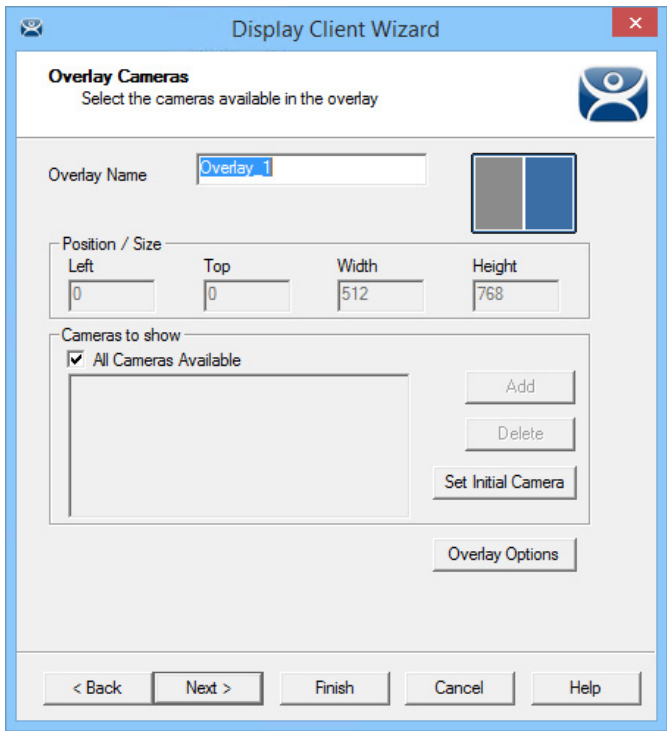 Display Client Wizard
Overlay Cameras
Select the cameras available in the overlay
Overlay Name
Overlay_1
Position / Size
Left Top Width Height
0 0 512 768
Cameras to show
All Cameras Available
Add
Delete
Set Initial Camera
Overlay Options
< Back Next > Finish Cancel Help